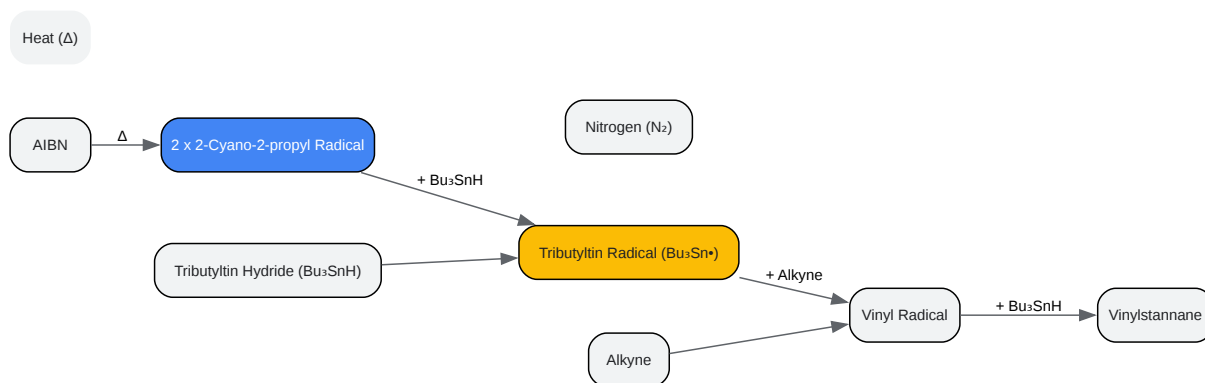 Heat (Δ)
AIBN
Δ
2 x 2-Cyano-2-propyl Radical
Nitrogen (N₂)
+ Bu₃SnH
Tributyltin Hydride (Bu₃SnH)
Tributyltin Radical (Bu₃Sn•)
+ Alkyne
Alkyne
Vinyl Radical
+ Bu₃SnH
Vinylstannane